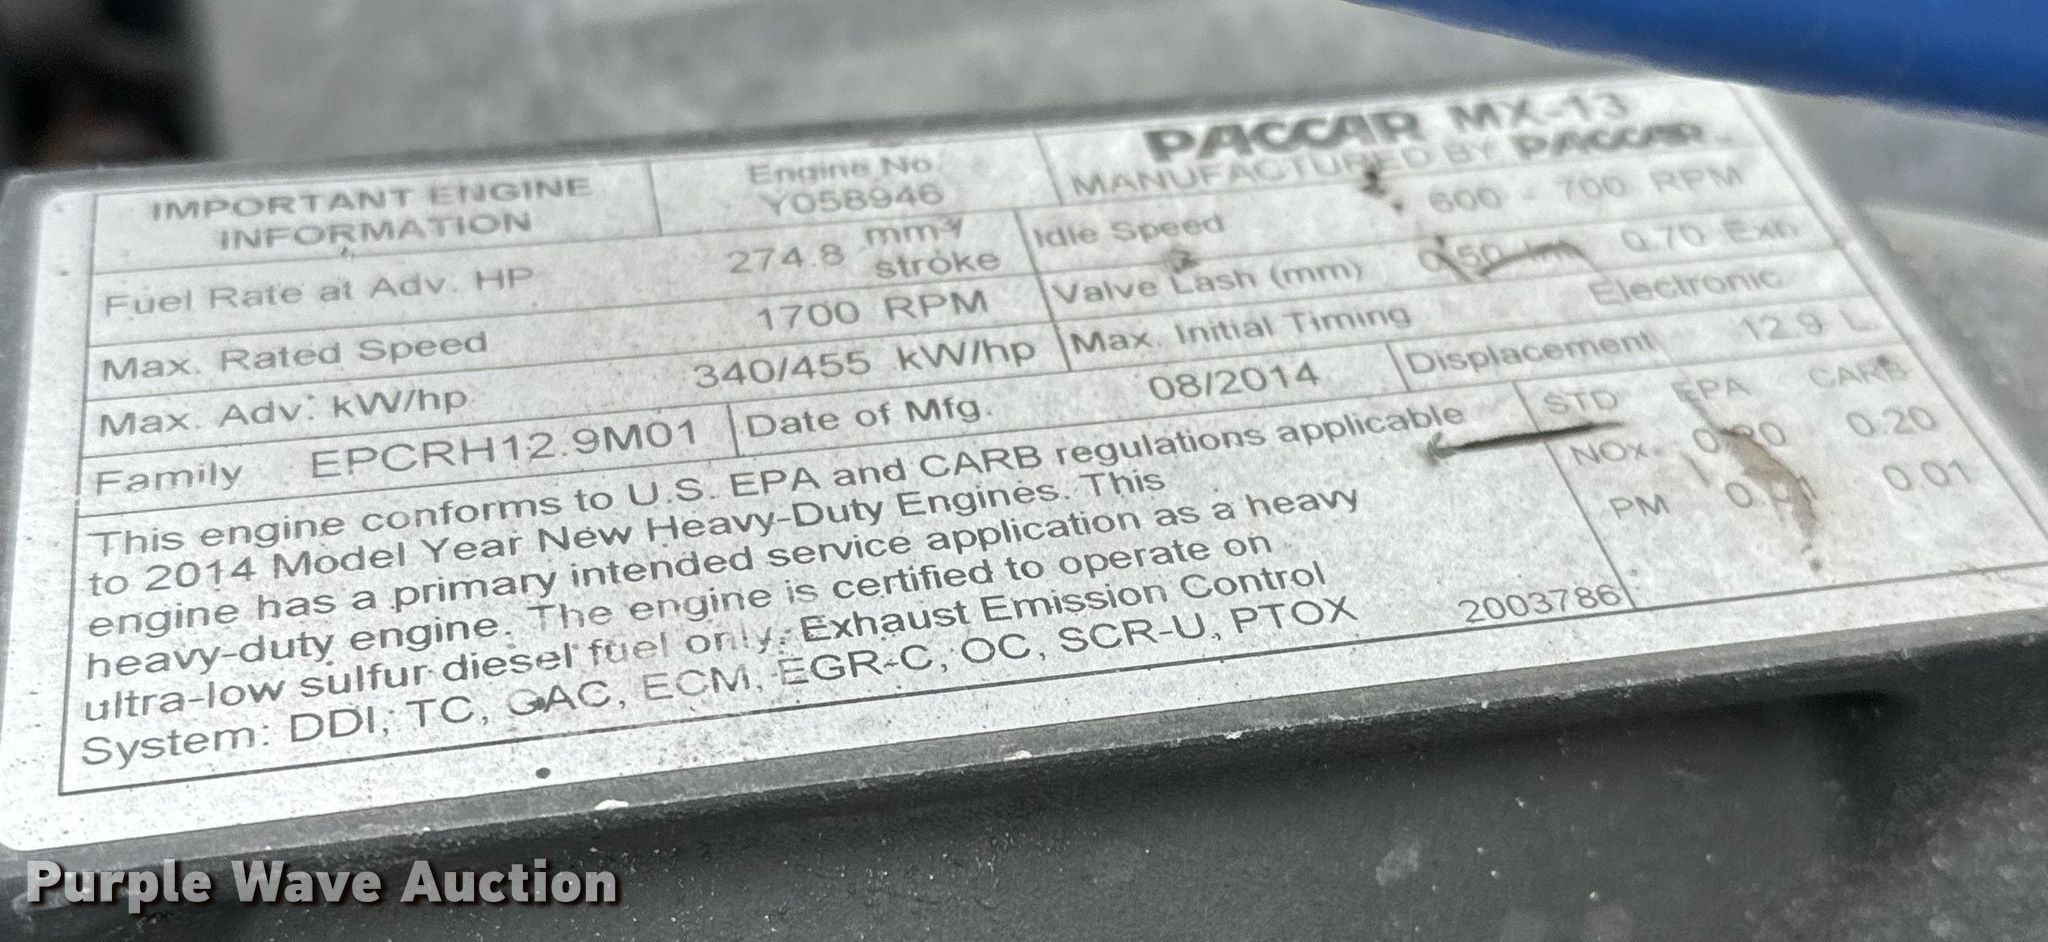 IMPORTANT ENGINE
INFORMATION
Engine No.
Y058946
PACCAR MX-13
MANUFACTURED BY PACCAR
Fuel Rate at Adv. HP 274.8 mm³/
stroke
Idle Speed 600 - 700 RPM
Max. Rated Speed 1700 RPM
Valve Lash (mm) 0.50 Int 0.70 Exh
Max. Adv. kW/hp 340/455 kW/hp
Max. Initial Timing Electronic
Family EPCRH12.9M01
Date of Mfg. 08/2014
Displacement 12.9 L
This engine conforms to U.S. EPA and CARB regulations applicable
to 2014 Model Year New Heavy-Duty Engines. This
engine has a primary intended service application as a heavy
heavy-duty engine. The engine is certified to operate on
ultra-low sulfur diesel fuel only. Exhaust Emission Control
System: DDI, TC, CAC, ECM, EGR-C, OC, SCR-U, PTOX
2003786
STD EPA CARB
NOx 0.20 0.20
PM 0.01
Purple Wave Auction